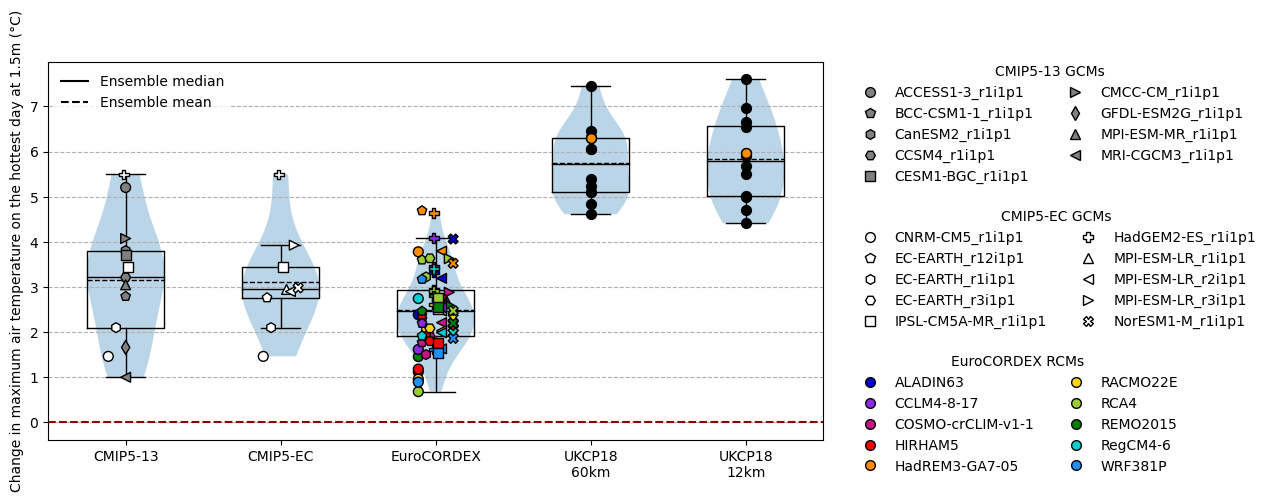 Change in maximum air temperature on the hottest day at 1.5m (°C)
Ensemble median
Ensemble mean
7
6
5
4
3
2
1
0
CMIP5-13
CMIP5-EC
EuroCORDEX
UKCP18
60km
UKCP18
12km
CMIP5-13 GCMs
ACCESS1-3_r1i1p1
BCC-CSM1-1_r1i1p1
CanESM2_r1i1p1
CCSM4_r1i1p1
CESM1-BGC_r1i1p1
CMCC-CM_r1i1p1
GFDL-ESM2G_r1i1p1
MPI-ESM-MR_r1i1p1
MRI-CGCM3_r1i1p1
CMIP5-EC GCMs
CNRM-CM5_r1i1p1
EC-EARTH_r12i1p1
EC-EARTH_r1i1p1
EC-EARTH_r3i1p1
IPSL-CM5A-MR_r1i1p1
HadGEM2-ES_r1i1p1
MPI-ESM-LR_r1i1p1
MPI-ESM-LR_r2i1p1
MPI-ESM-LR_r3i1p1
NorESM1-M_r1i1p1
EuroCORDEX RCMs
ALADIN63
CCLM4-8-17
COSMO-crCLIM-v1-1
HIRHAM5
HadREM3-GA7-05
RACMO22E
RCA4
REMO2015
RegCM4-6
WRF381P